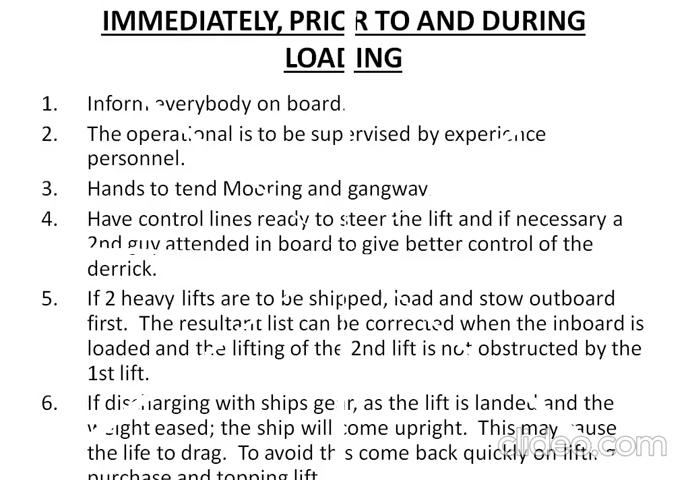 IMMEDIATELY, PRIOR TO AND DURING
LOADING
1. Inform everybody on board.
2. The operational is to be supervised by experience
personnel.
3. Hands to tend Mooring and gangway
4. Have control lines ready to steer the lift and if necessary a
2nd guy attended in board to give better control of the
derrick.
5. If 2 heavy lifts are to be shipped, load and stow outboard
first. The resultant list can be corrected when the inboard is
loaded and the lifting of the 2nd lift is not obstructed by the
1st lift.
6. If discharging with ships gear, as the lift is landed and the
weight eased; the ship will come upright. This may cause
the life to drag. To avoid this come back quickly on
purchase and topping lift
dideo.com